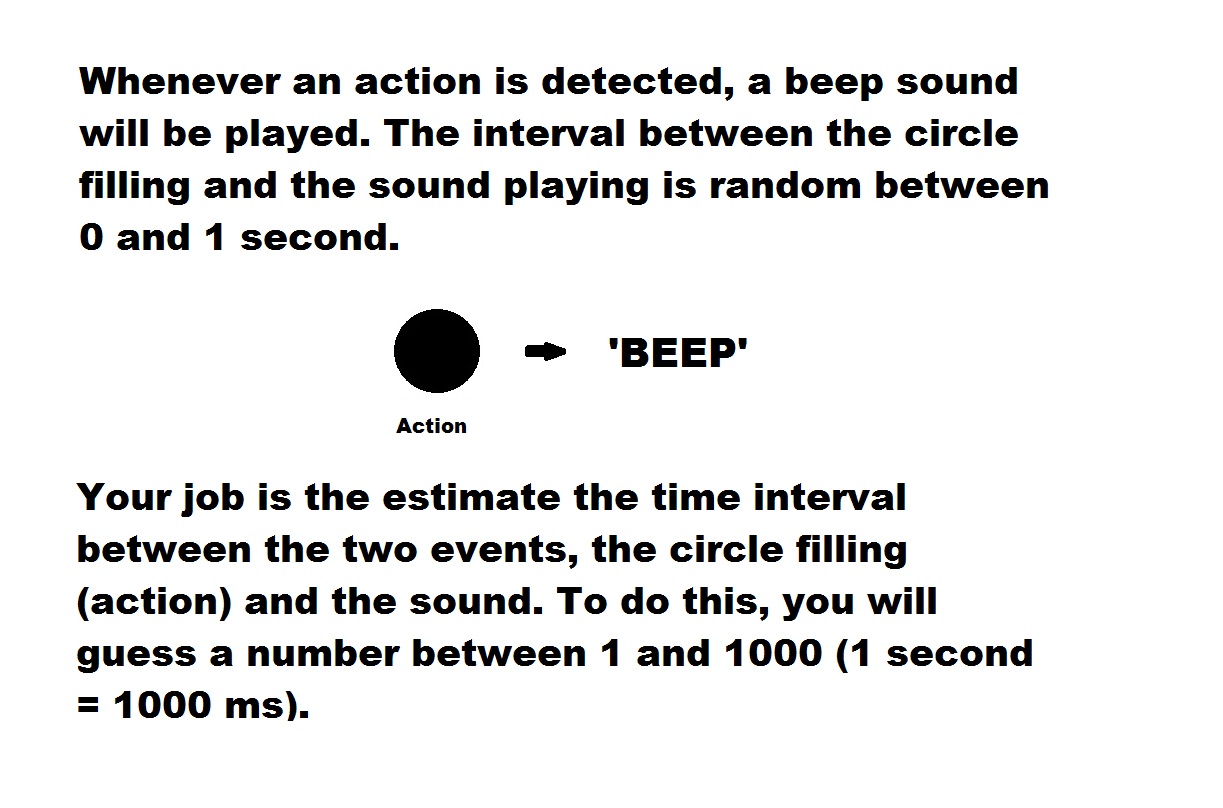 Whenever an action is detected, a beep sound
will be played. The interval between the circle
filling and the sound playing is random between
0 and 1 second.
'BEEP'
Action
Your job is the estimate the time interval
between the two events, the circle filling
(action) and the sound. To do this, you will
guess a number between 1 and 1000 (1 second
= 1000 ms).